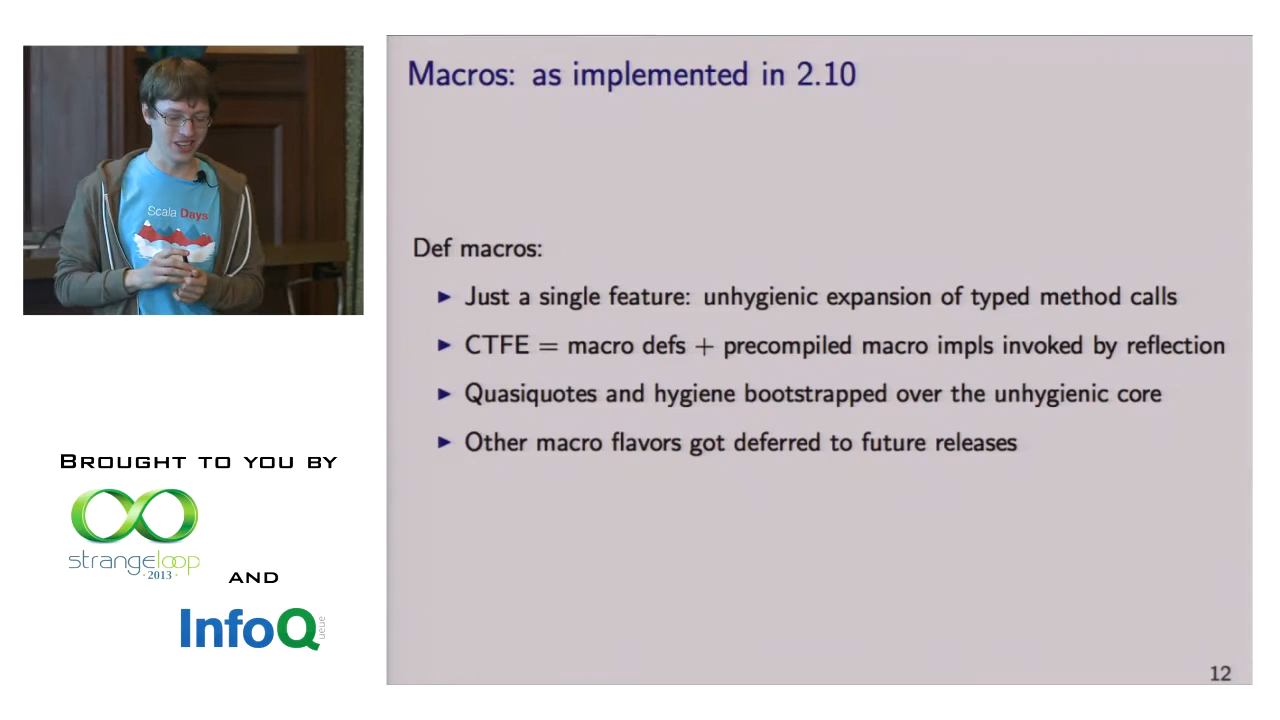 Macros: as implemented in 2.10
Scala Days
Def macros:
▶ Just a single feature: unhygienic expansion of typed method calls
▶ CTFE = macro defs + precompiled macro impls invoked by reflection
▶ Quasiquotes and hygiene bootstrapped over the unhygienic core
▶ Other macro flavors got deferred to future releases
BROUGHT TO YOU BY
strangeloop
·2013·
AND
InfoQ
ueue
12